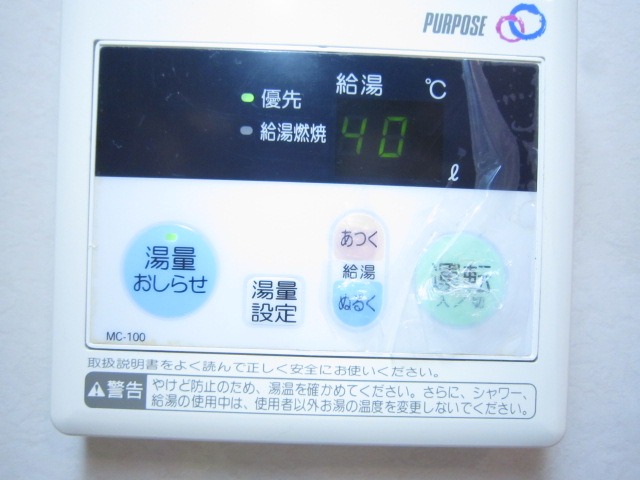 PURPOSE
給湯 ℃
優先
給湯燃焼
40
ℓ
湯量
おしらせ
湯量
設定
あつく
給湯
ぬるく
運転
入/切
MC-100
取扱説明書をよく読んで正しく安全にお使いください。
警告
やけど防止のため、湯温を確かめてください。さらに、シャワー、
給湯の使用中は、使用者以外お湯の温度を変更しないでください。